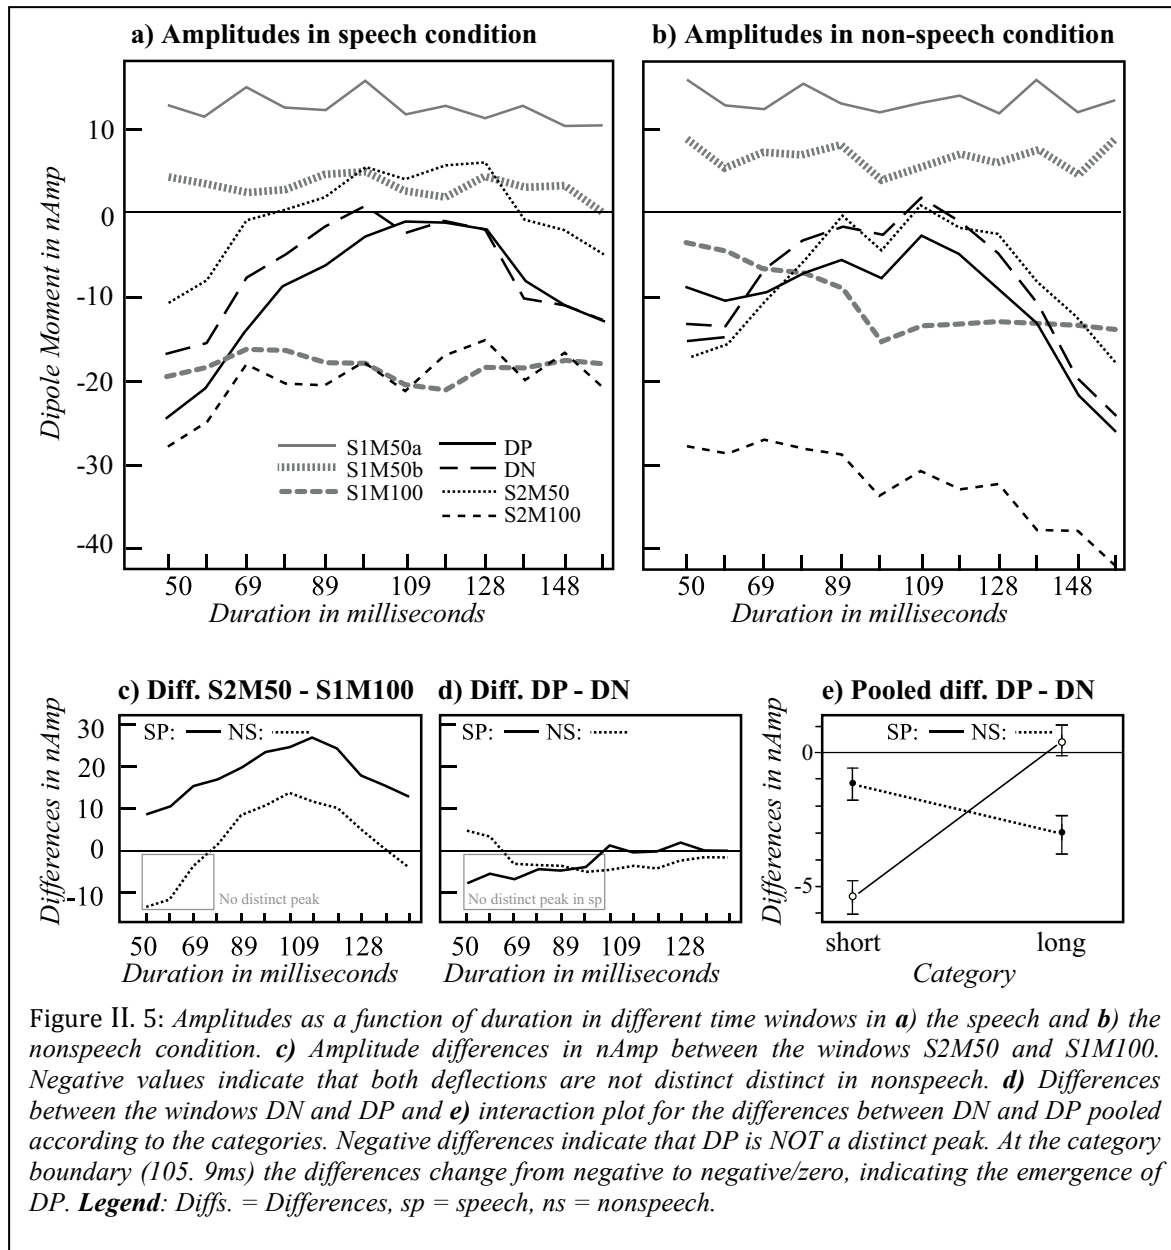 a) Amplitudes in speech condition
b) Amplitudes in non-speech condition
Dipole Moment in nAmp
10
0
-10
-20
-30
-40
S1M50a
S1M50b
S1M100
DP
DN
S2M50
S2M100
50 69 89 109 128 148
Duration in milliseconds
50 69 89 109 128 148
Duration in milliseconds
c) Diff. S2M50 - S1M100
Differences in nAmp
30
20
10
0
-10
SP: NS:
No distinct peak
50 69 89 109 128
Duration in milliseconds
d) Diff. DP - DN
SP: NS:
No distinct peak in sp
50 69 89 109 128
Duration in milliseconds
e) Pooled diff. DP - DN
Differences in nAmp
SP: NS:
0
-5
short long
Category
Figure II. 5: Amplitudes as a function of duration in different time windows in a) the speech and b) the
nonspeech condition. c) Amplitude differences in nAmp between the windows S2M50 and S1M100.
Negative values indicate that both deflections are not distinct distinct in nonspeech. d) Differences
between the windows DN and DP and e) interaction plot for the differences between DN and DP pooled
according to the categories. Negative differences indicate that DP is NOT a distinct peak. At the category
boundary (105. 9ms) the differences change from negative to negative/zero, indicating the emergence of
DP. Legend: Diffs. = Differences, sp = speech, ns = nonspeech.